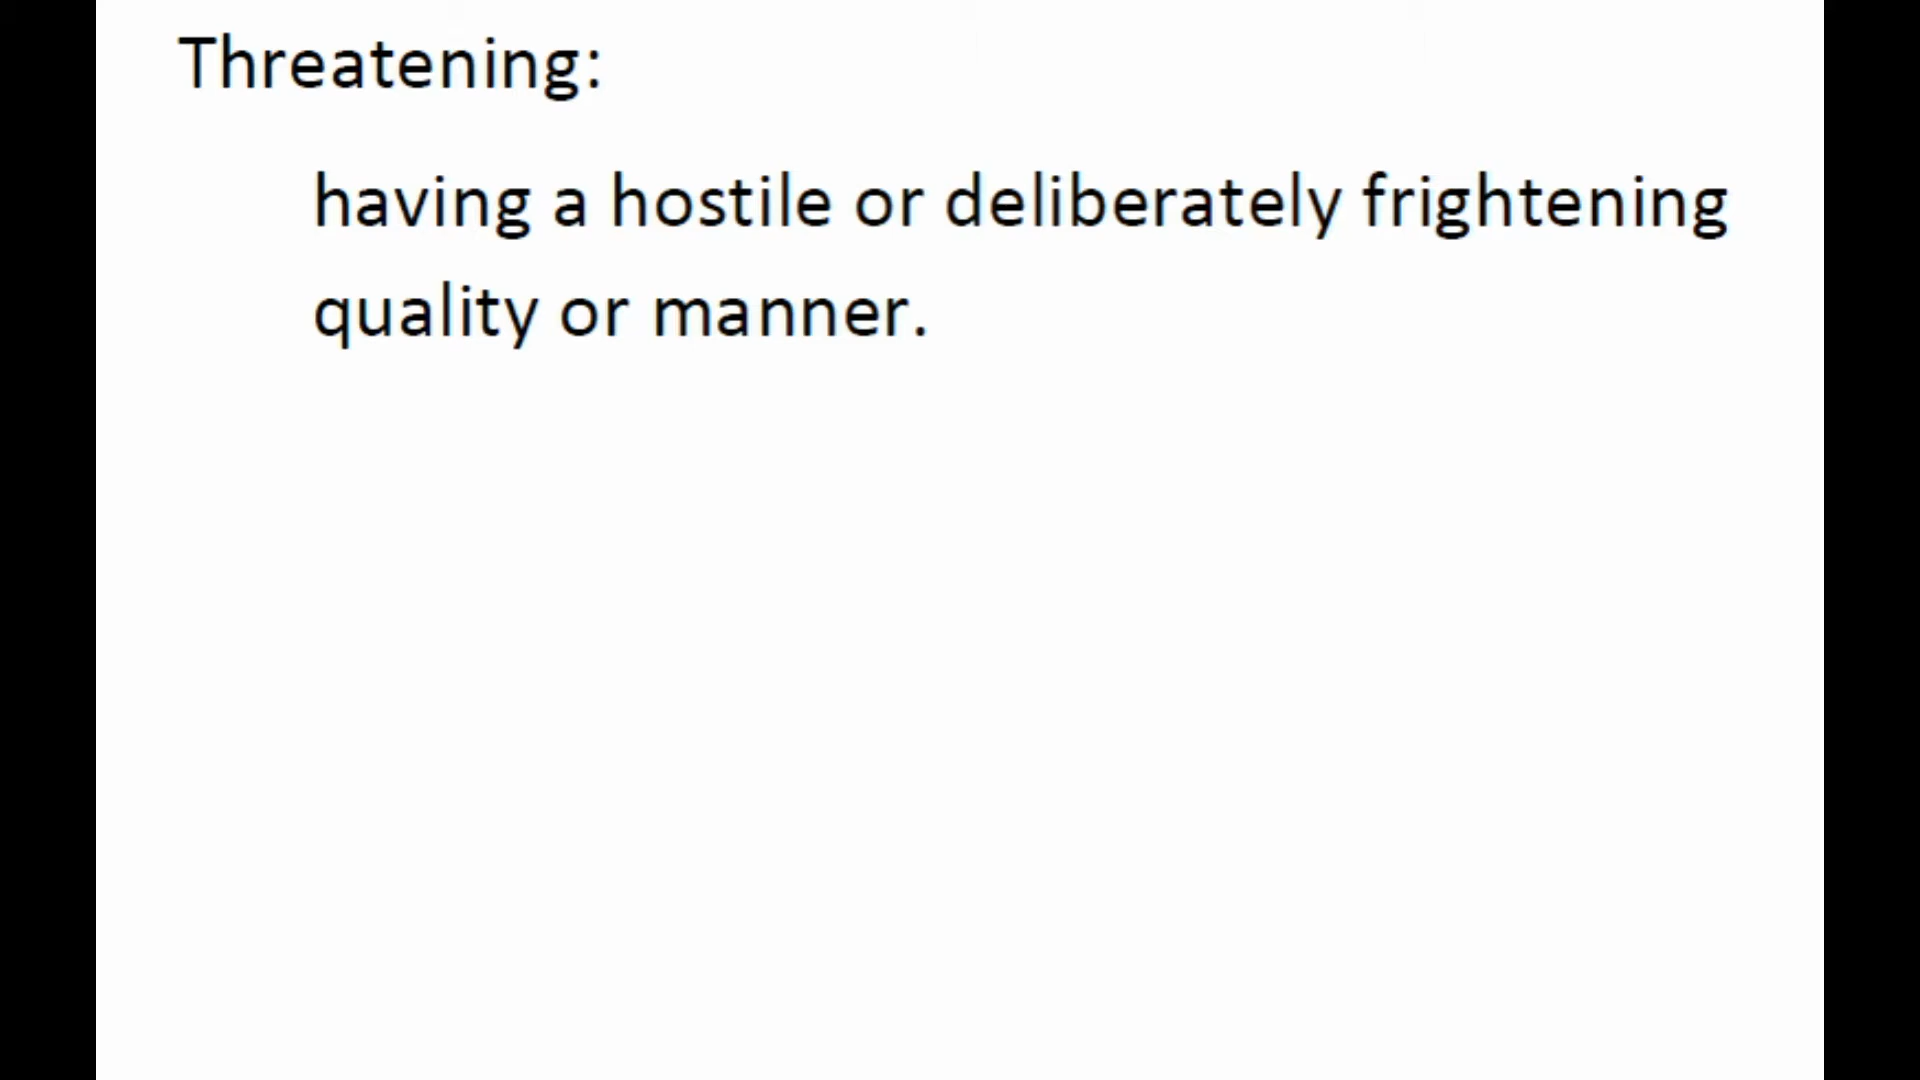 Threatening:
having a hostile or deliberately frightening
quality or manner.